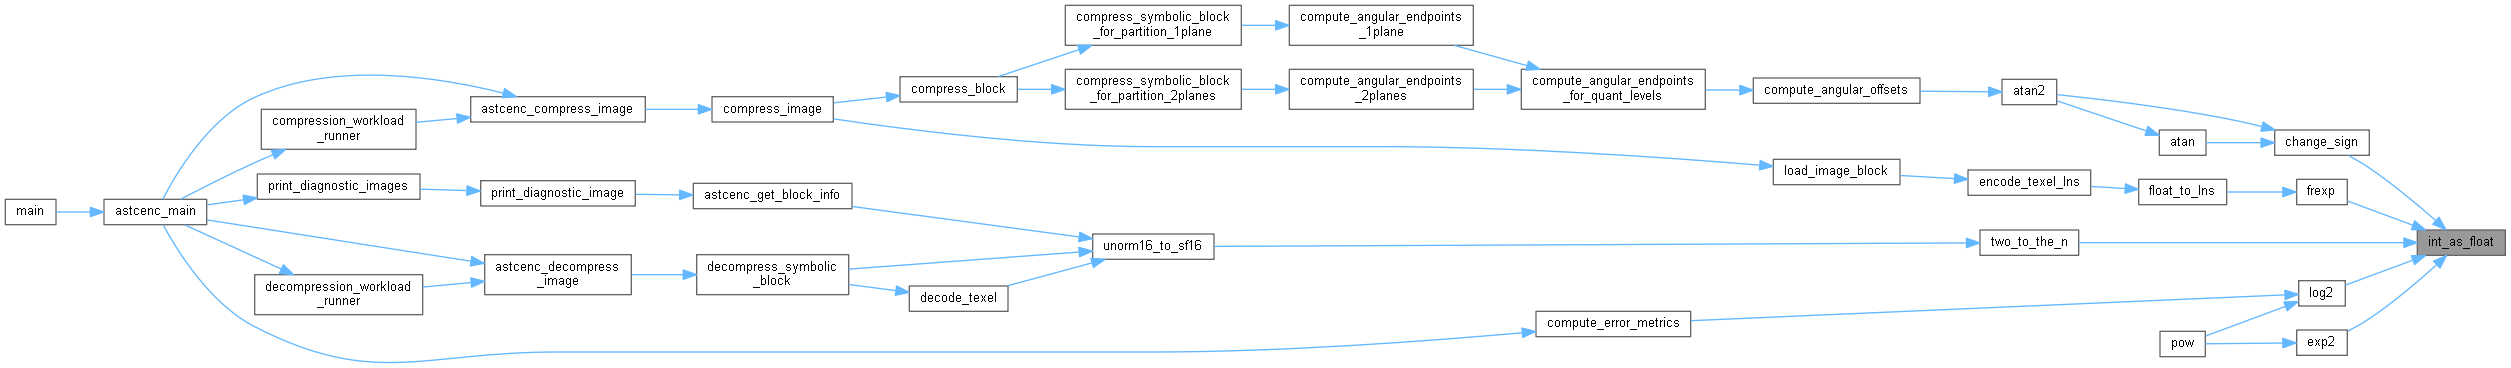 compress_symbolic_block
_for_partition_1plane
compute_angular_endpoints
_1plane
compress_block
compress_symbolic_block
_for_partition_2planes
compute_angular_endpoints
_2planes
compute_angular_endpoints
_for_quant_levels
compute_angular_offsets
atan2
astcenc_compress_image
compress_image
compression_workload
_runner
atan
change_sign
load_image_block
encode_texel_lns
float_to_lns
frexp
print_diagnostic_images
print_diagnostic_image
astcenc_get_block_info
main
astcenc_main
unorm16_to_sf16
two_to_the_n
int_as_float
astcenc_decompress
_image
decompress_symbolic
_block
decompression_workload
_runner
decode_texel
log2
compute_error_metrics
pow
exp2